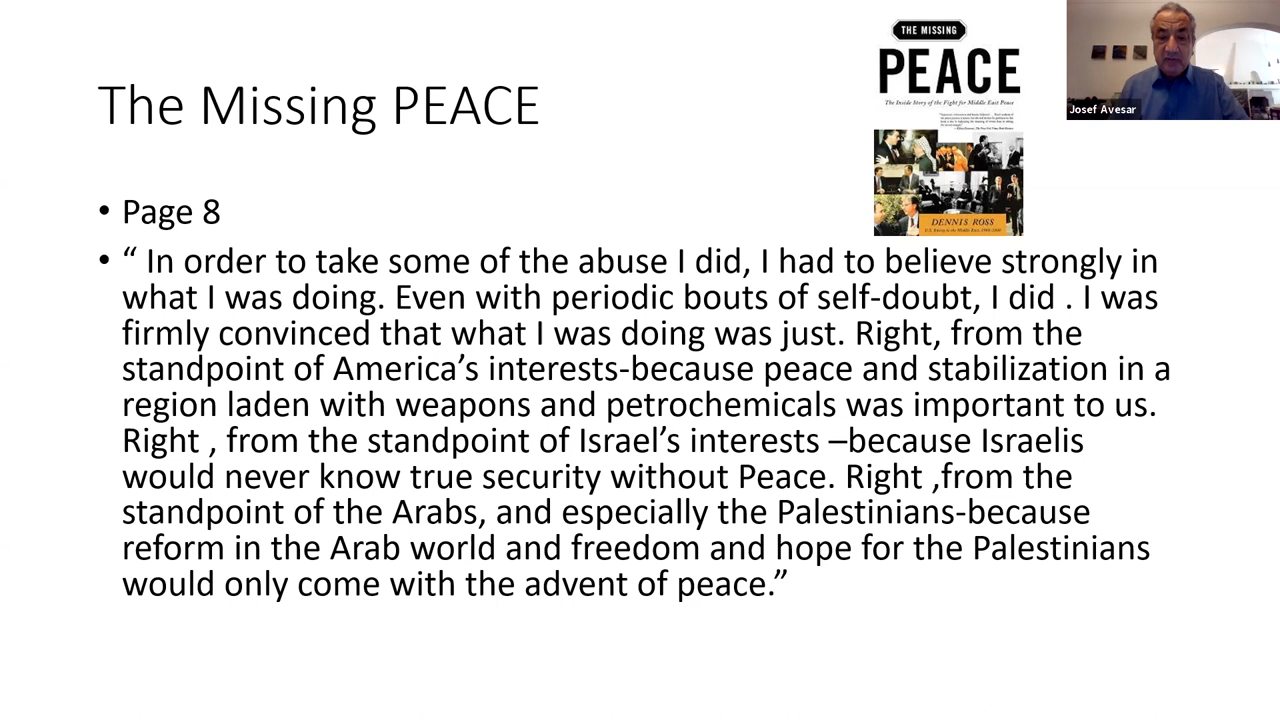 The Missing PEACE
THE MISSING
PEACE
The Inside Story of the Fight for Middle East Peace
DENNIS ROSS
Josef Avesar
• Page 8
• “ In order to take some of the abuse I did, I had to believe strongly in
what I was doing. Even with periodic bouts of self-doubt, I did . I was
firmly convinced that what I was doing was just. Right, from the
standpoint of America’s interests-because peace and stabilization in a
region laden with weapons and petrochemicals was important to us.
Right , from the standpoint of Israel’s interests –because Israelis
would never know true security without Peace. Right ,from the
standpoint of the Arabs, and especially the Palestinians-because
reform in the Arab world and freedom and hope for the Palestinians
would only come with the advent of peace.”